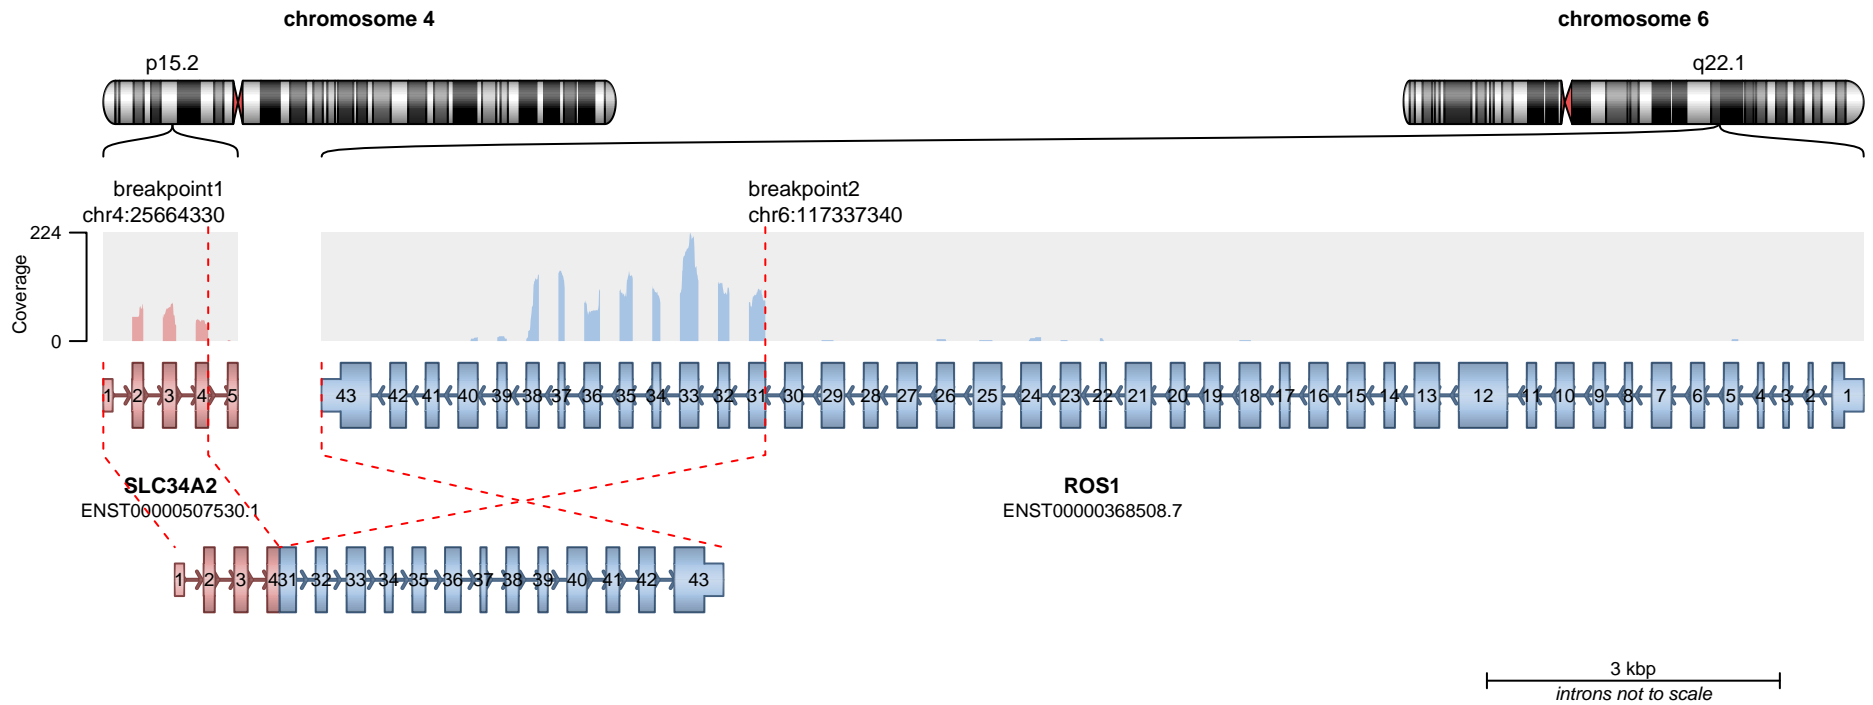 chromosome 4
chromosome 6
p15.2
q22.1
breakpoint1
chr4:25664330
breakpoint2
chr6:117337340
224
Coverage
0
1 2 3 4 5
43 42 41 40 39 38 37 36 35 34 33 32 31 30 29 28 27 26 25 24 23 22 21 20 19 18 17 16 15 14 13 12 11 10 9 8 7 6 5 4 3 2 1
SLC34A2
ENST00000507530.1
ROS1
ENST00000368508.7
1 2 3 4 31 32 33 34 35 36 37 38 39 40 41 42 43
3 kbp
introns not to scale